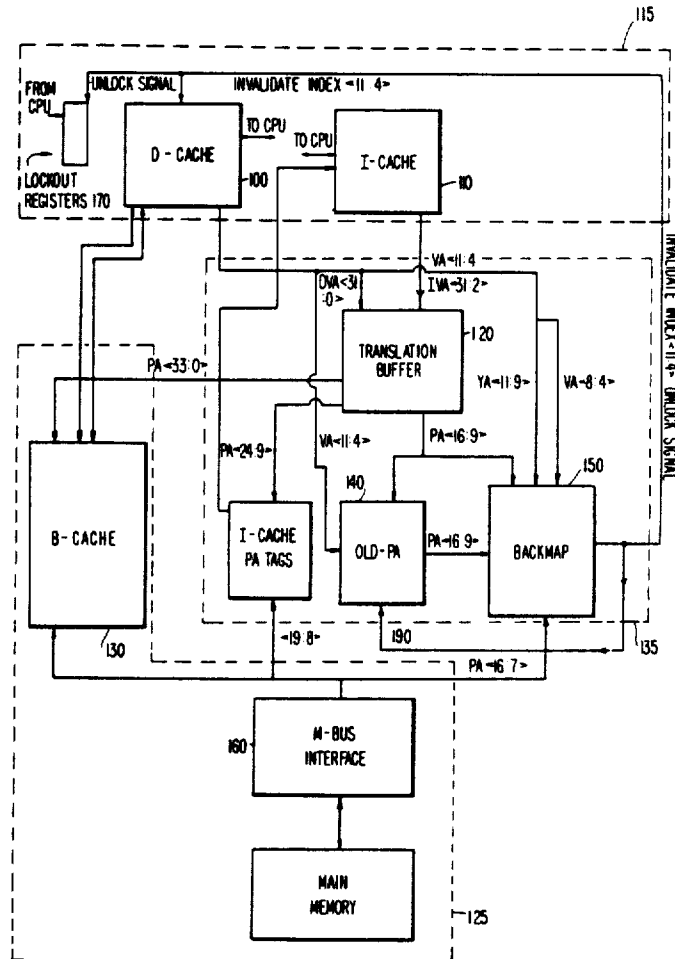 115
UNLOCK SIGNAL
INVALIDATE INDEX <11:4>
FROM
CPU
TO CPU
TO CPU
D-CACHE
I-CACHE
100
110
LOCKOUT
REGISTERS 170
VA<11:4
DVA<31
:0>
IVA<31:2>
INVALIDATE INDEX<11:4> UNLOCK SIGNAL
TRANSLATION
BUFFER
120
PA<33:0>
YA<11:9>
VA<8:4>
PA<24:9>
VA<11:4>
PA<16:9>
140
150
B-CACHE
I-CACHE
PA TAGS
OLD-PA
PA<16:9>
BACKMAP
130
<19:8>
190
135
PA<16:7>
160
M-BUS
INTERFACE
MAIN
MEMORY
125